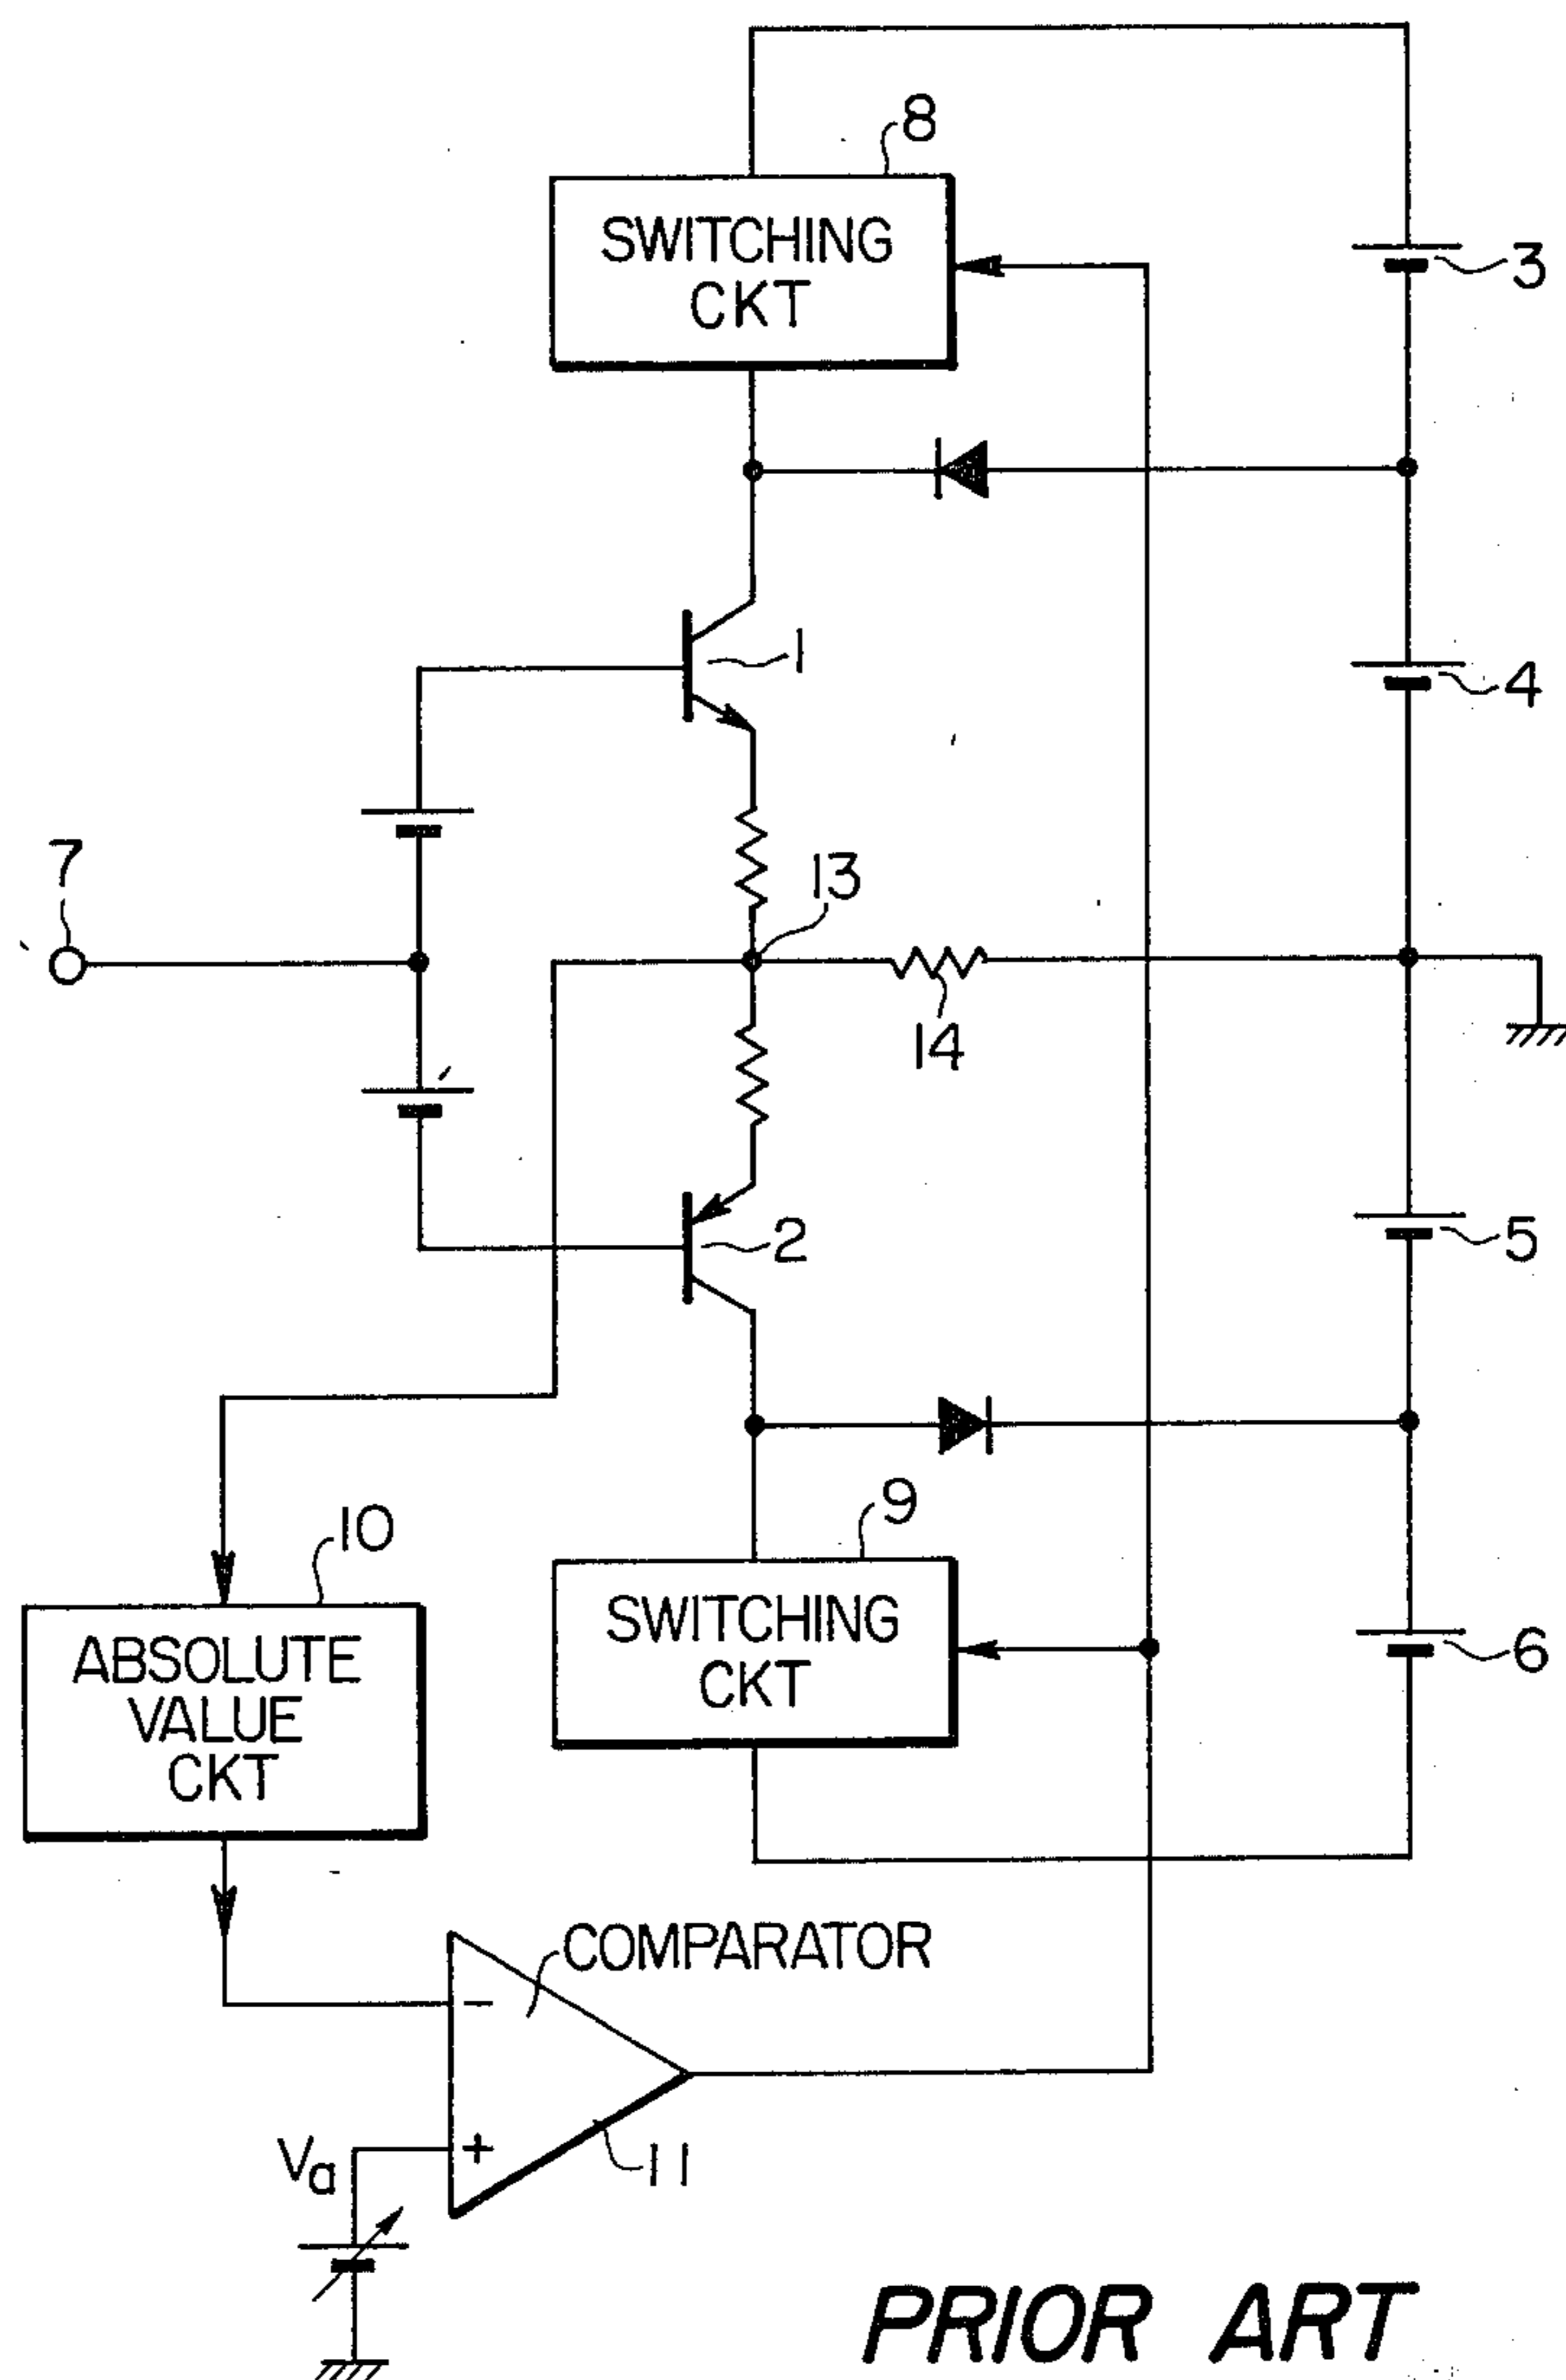 8
SWITCHING
CKT
3
1
4
7
13
14
2
5
9
10
SWITCHING
CKT
6
ABSOLUTE
VALUE
CKT
COMPARATOR
−
+
Va
11
PRIOR ART